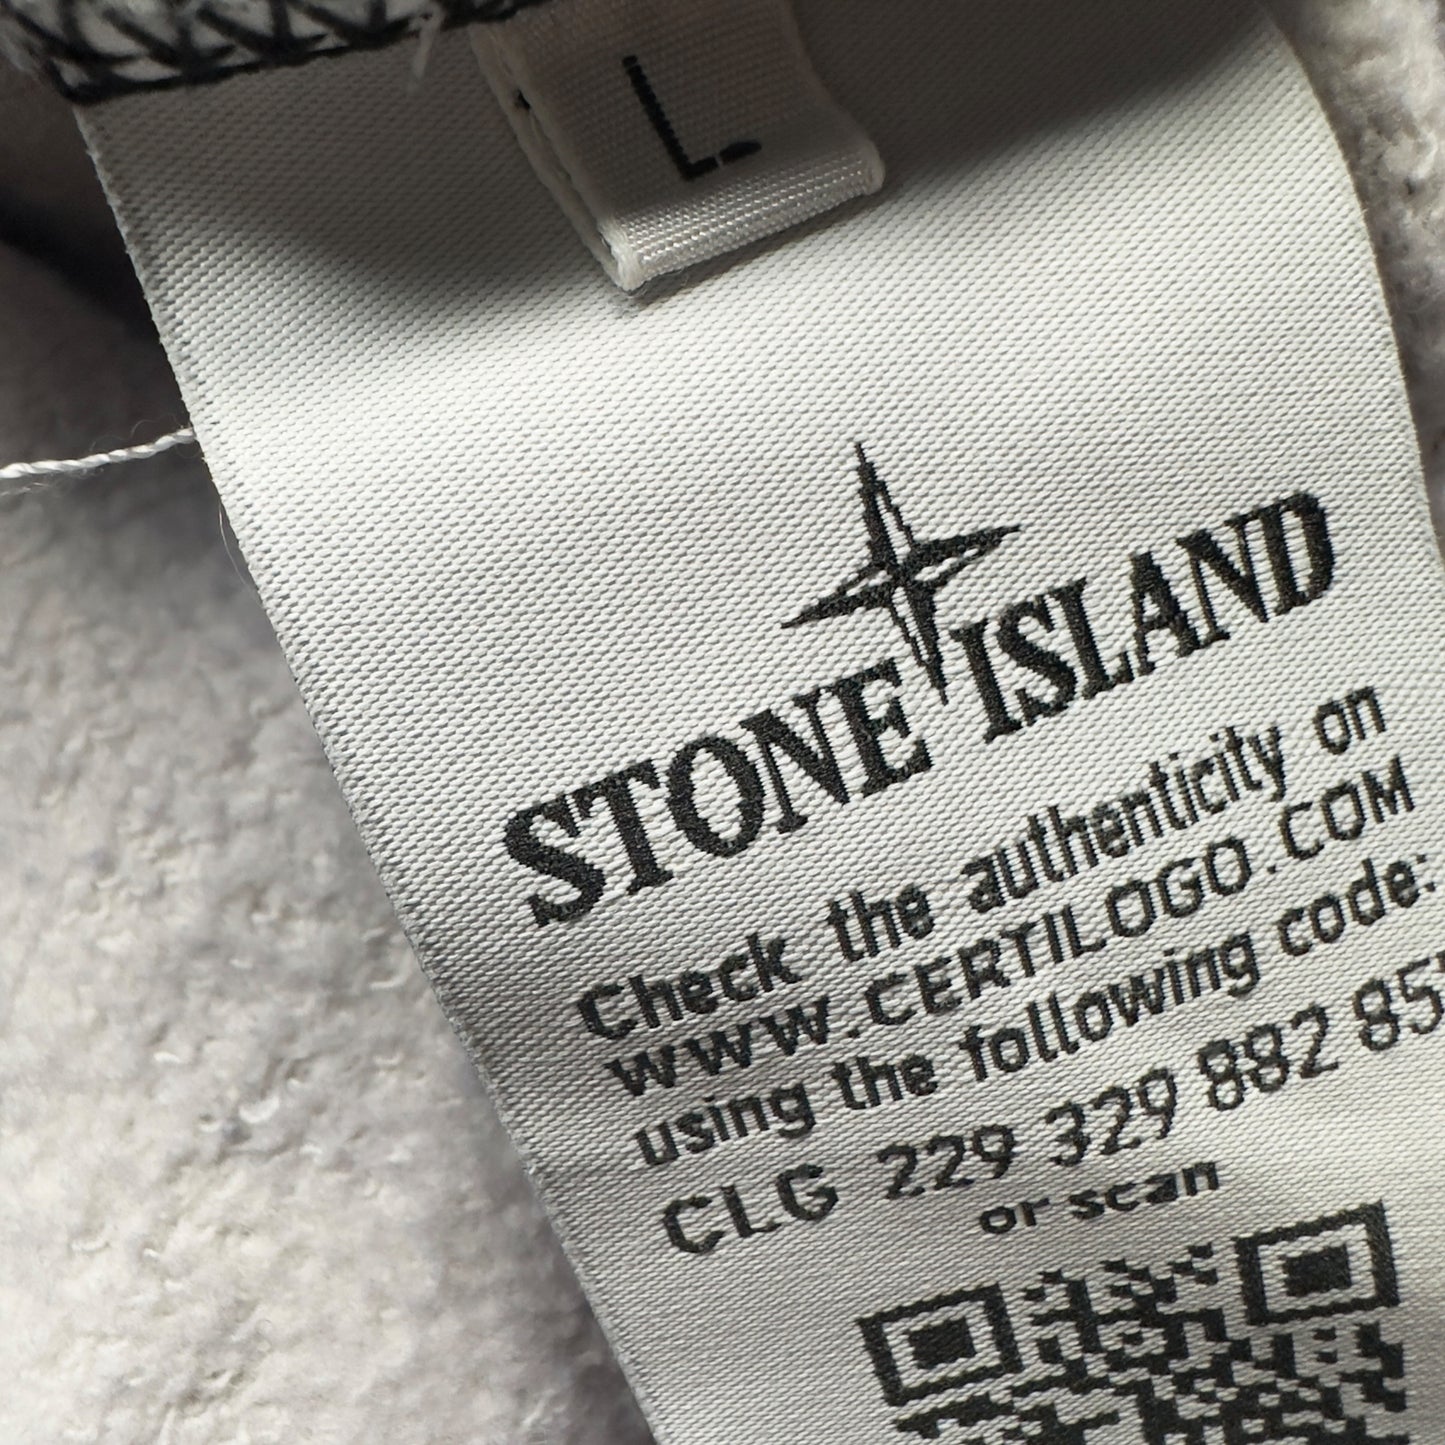 L
STONE ISLAND
Check the authenticity on
WWW.CERTILOGO.COM
using the following code:
CLG 229 329 882 85
or scan